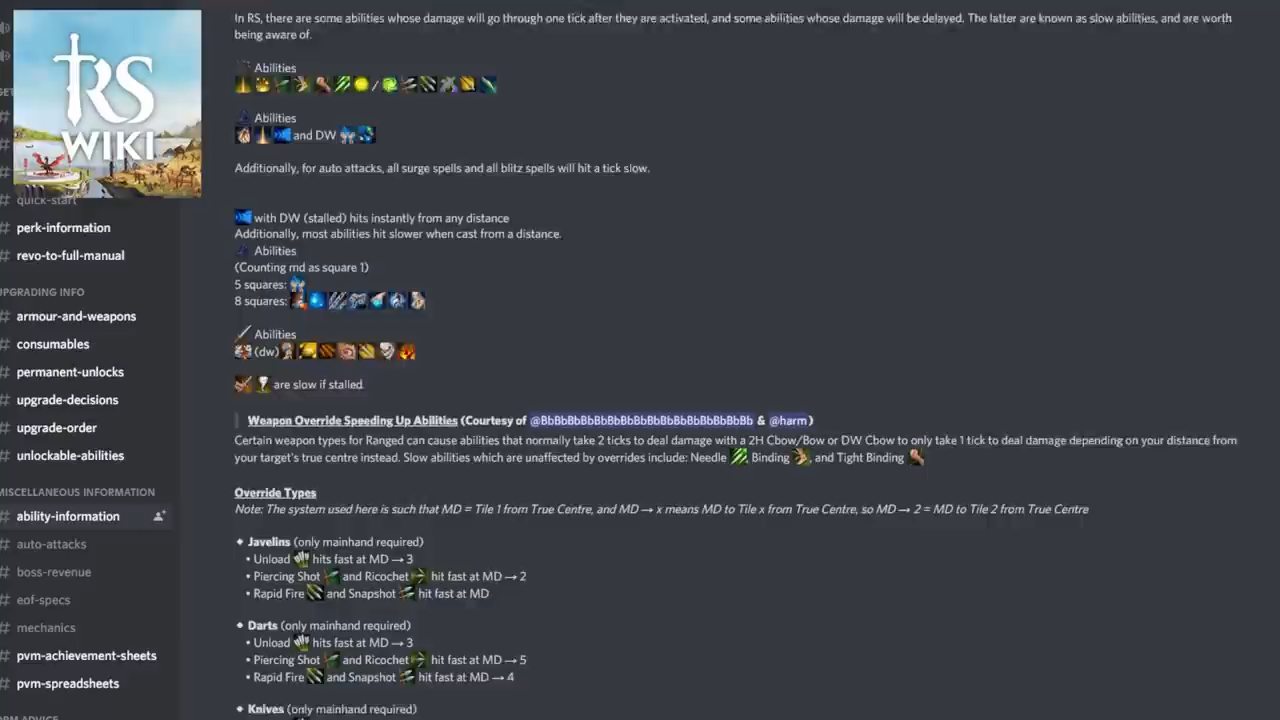 RS
WIKI
GET
quick-start
perk-information
revo-to-full-manual
UPGRADING INFO
armour-and-weapons
consumables
permanent-unlocks
upgrade-decisions
upgrade-order
unlockable-abilities
MISCELLANEOUS INFORMATION
ability-information
auto-attacks
boss-revenue
eof-specs
mechanics
pvm-achievement-sheets
pvm-spreadsheets
ADVICE
In RS, there are some abilities whose damage will go through one tick after they are activated, and some abilities whose damage will be delayed. The latter are known as slow abilities, and are worth
being aware of.
Abilities
/
Abilities
and DW
Additionally, for auto attacks, all surge spells and all blitz spells will hit a tick slow.
with DW (stalled) hits instantly from any distance
Additionally, most abilities hit slower when cast from a distance.
Abilities
(Counting md as square 1)
5 squares:
8 squares:
Abilities
(dw)
are slow if stalled.
Weapon Override Speeding Up Abilities (Courtesy of @BbBbBbBbBbBbBbBbBbBbBbBbBbBbBbBb & @harm)
Certain weapon types for Ranged can cause abilities that normally take 2 ticks to deal damage with a 2H Cbow/Bow or DW Cbow to only take 1 tick to deal damage depending on your distance from
your target's true centre instead. Slow abilities which are unaffected by overrides include: Needle, Binding, and Tight Binding
Override Types
Note: The system used here is such that MD = Tile 1 from True Centre, and MD → x means MD to Tile x from True Centre, so MD → 2 = MD to Tile 2 from True Centre
◆ Javelins (only mainhand required)
• Unload hits fast at MD → 3
• Piercing Shot and Ricochet hit fast at MD → 2
• Rapid Fire and Snapshot hit fast at MD
◆ Darts (only mainhand required)
• Unload hits fast at MD → 3
• Piercing Shot and Ricochet hit fast at MD → 5
• Rapid Fire and Snapshot hit fast at MD → 4
◆ Knives (only mainhand required)